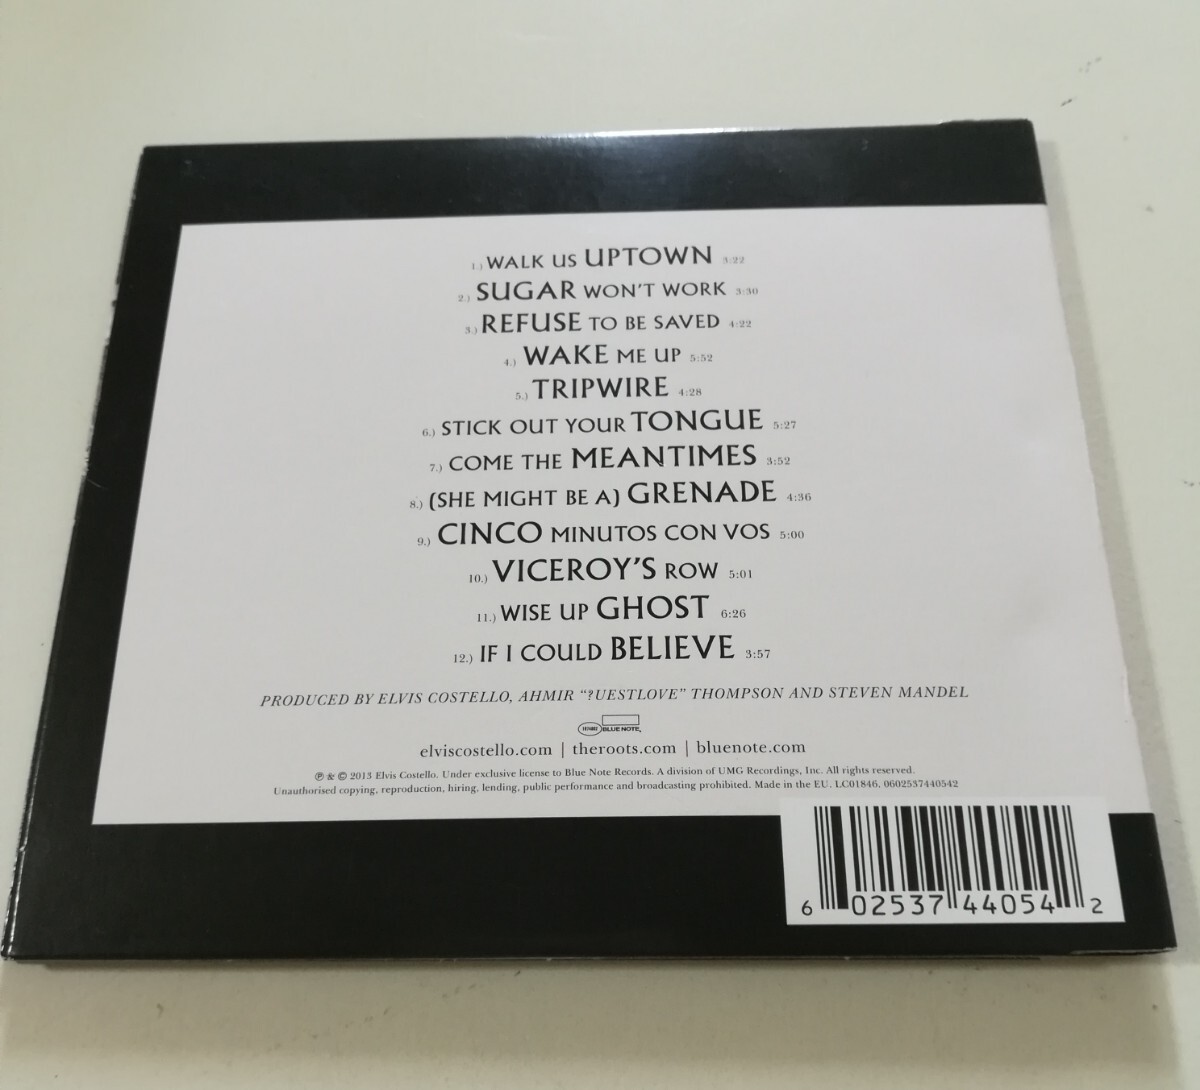 1.) WALK US UPTOWN 3:22
2.) SUGAR WON'T WORK 3:30
3.) REFUSE TO BE SAVED 4:22
4.) WAKE ME UP 5:52
5.) TRIPWIRE 4:28
6.) STICK OUT YOUR TONGUE 5:27
7.) COME THE MEANTIMES 3:52
8.) (SHE MIGHT BE A) GRENADE 4:36
9.) CINCO MINUTOS CON VOS 5:00
10.) VICEROY'S ROW 5:01
11.) WISE UP GHOST 6:26
12.) IF I COULD BELIEVE 3:57
PRODUCED BY ELVIS COSTELLO, AHMIR "?UESTLOVE" THOMPSON AND STEVEN MANDEL
BLUE NOTE
elviscostello.com | theroots.com | bluenote.com
℗ & © 2013 Elvis Costello. Under exclusive license to Blue Note Records. A division of UMG Recordings, Inc. All rights reserved.
Unauthorised copying, reproduction, hiring, lending, public performance and broadcasting prohibited. Made in the EU. LC01846, 0602537440542
6 02537 44054 2